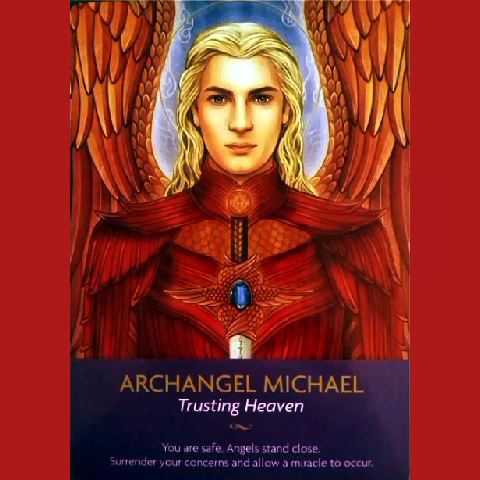 ARCHANGEL MICHAEL
Trusting Heaven
You are safe. Angels stand close.
Surrender your concerns and allow a miracle to occur.